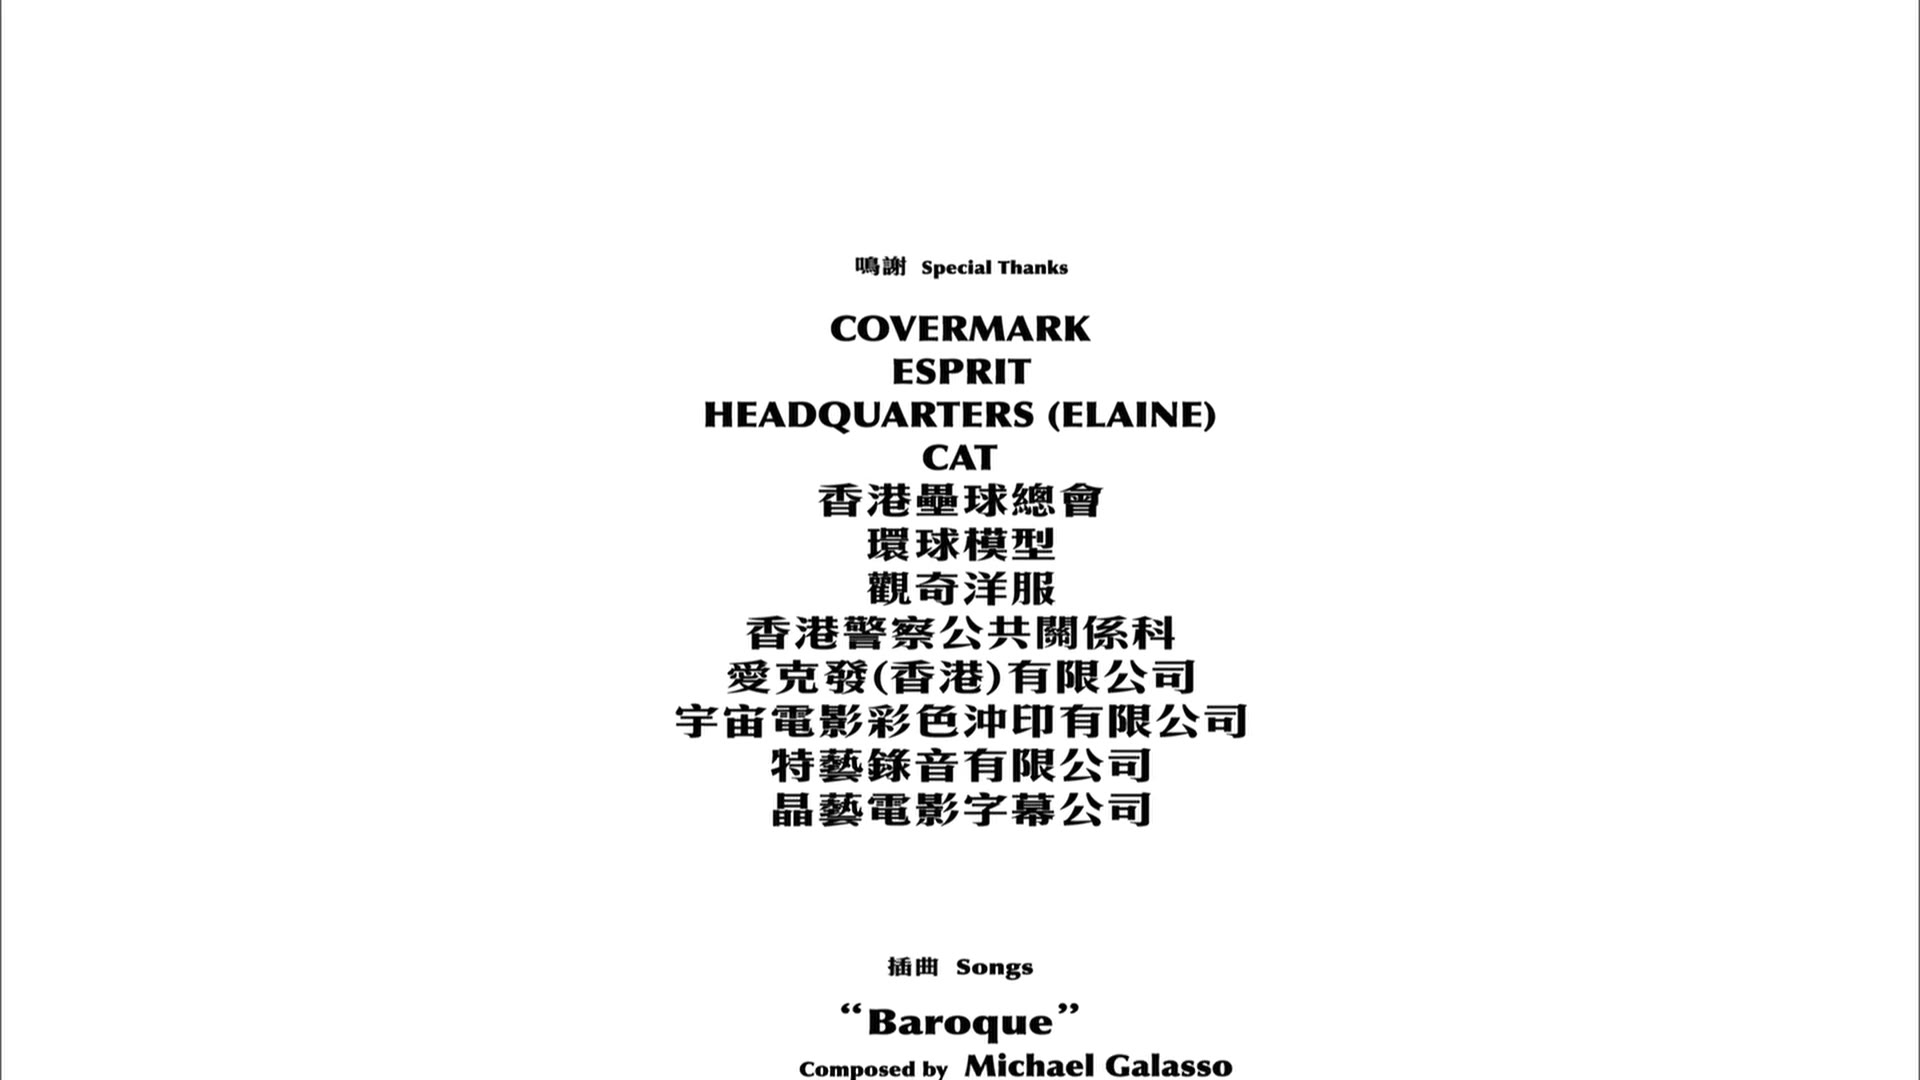 鳴謝 Special Thanks
COVERMARK
ESPRIT
HEADQUARTERS (ELAINE)
CAT
香港壘球總會
環球模型
觀奇洋服
香港警察公共關係科
愛克發(香港)有限公司
宇宙電影彩色沖印有限公司
特藝錄音有限公司
晶藝電影字幕公司
插曲 Songs
“Baroque”
Composed by Michael Galasso